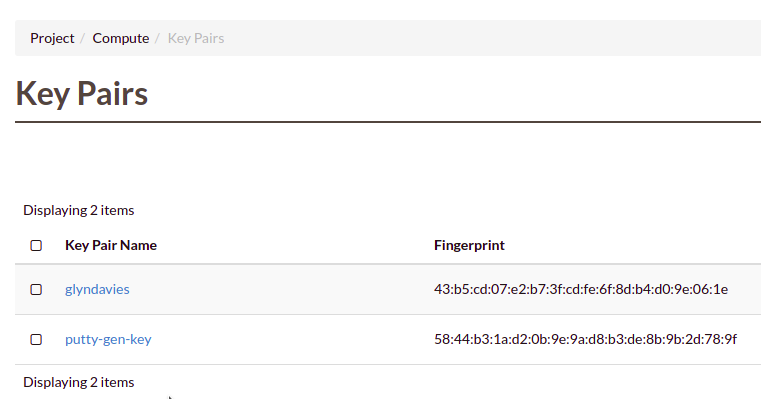 Project / Compute / Key Pairs
Key Pairs
Displaying 2 items
Key Pair Name Fingerprint
glyndavies 43:b5:cd:07:e2:b7:3f:cd:fe:6f:8d:b4:d0:9e:06:1e
putty-gen-key 58:44:b3:1a:d2:0b:9e:9a:d8:b3:de:8b:9b:2d:78:9f
Displaying 2 items